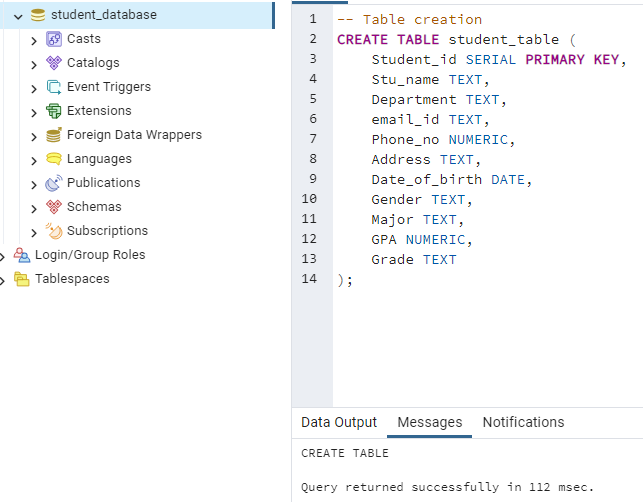 student_database
Casts
Catalogs
Event Triggers
Extensions
Foreign Data Wrappers
Languages
Publications
Schemas
Subscriptions
Login/Group Roles
Tablespaces
1 -- Table creation
2 CREATE TABLE student_table (
3 Student_id SERIAL PRIMARY KEY,
4 Stu_name TEXT,
5 Department TEXT,
6 email_id TEXT,
7 Phone_no NUMERIC,
8 Address TEXT,
9 Date_of_birth DATE,
10 Gender TEXT,
11 Major TEXT,
12 GPA NUMERIC,
13 Grade TEXT
14 );
Data Output Messages Notifications
CREATE TABLE
Query returned successfully in 112 msec.